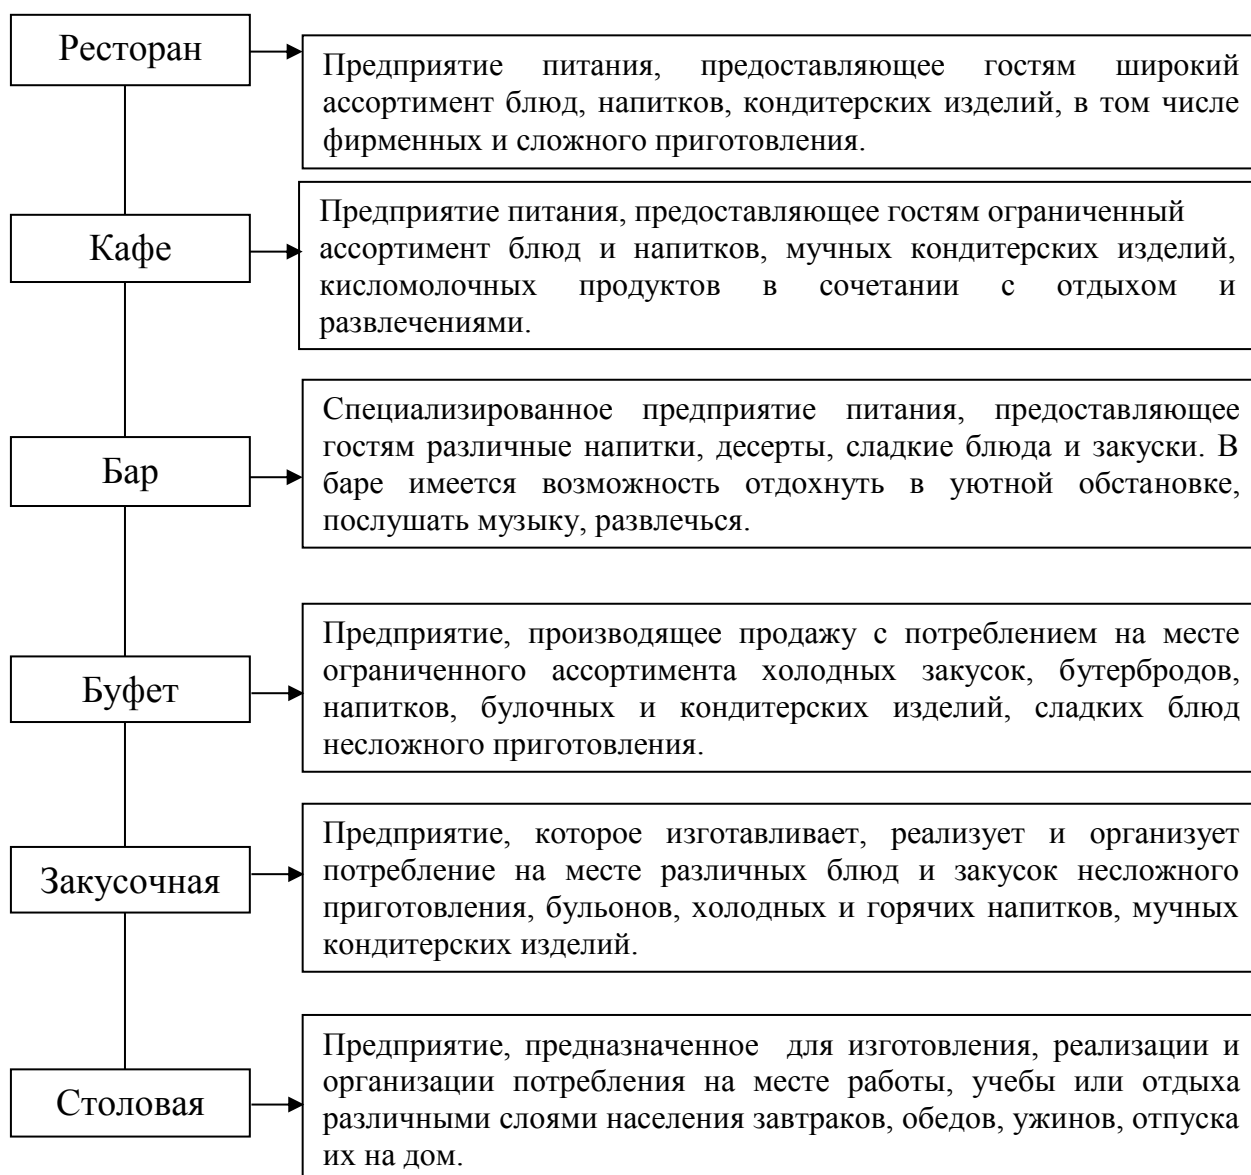 Ресторан
Предприятие питания, предоставляющее гостям широкий
ассортимент блюд, напитков, кондитерских изделий, в том числе
фирменных и сложного приготовления.
Кафе
Предприятие питания, предоставляющее гостям ограниченный
ассортимент блюд и напитков, мучных кондитерских изделий,
кисломолочных продуктов в сочетании с отдыхом и
развлечениями.
Бар
Специализированное предприятие питания, предоставляющее
гостям различные напитки, десерты, сладкие блюда и закуски. В
баре имеется возможность отдохнуть в уютной обстановке,
послушать музыку, развлечься.
Буфет
Предприятие, производящее продажу с потреблением на месте
ограниченного ассортимента холодных закусок, бутербродов,
напитков, булочных и кондитерских изделий, сладких блюд
несложного приготовления.
Закусочная
Предприятие, которое изготавливает, реализует и организует
потребление на месте различных блюд и закусок несложного
приготовления, бульонов, холодных и горячих напитков, мучных
кондитерских изделий.
Столовая
Предприятие, предназначенное для изготовления, реализации и
организации потребления на месте работы, учебы или отдыха
различными слоями населения завтраков, обедов, ужинов, отпуска
их на дом.